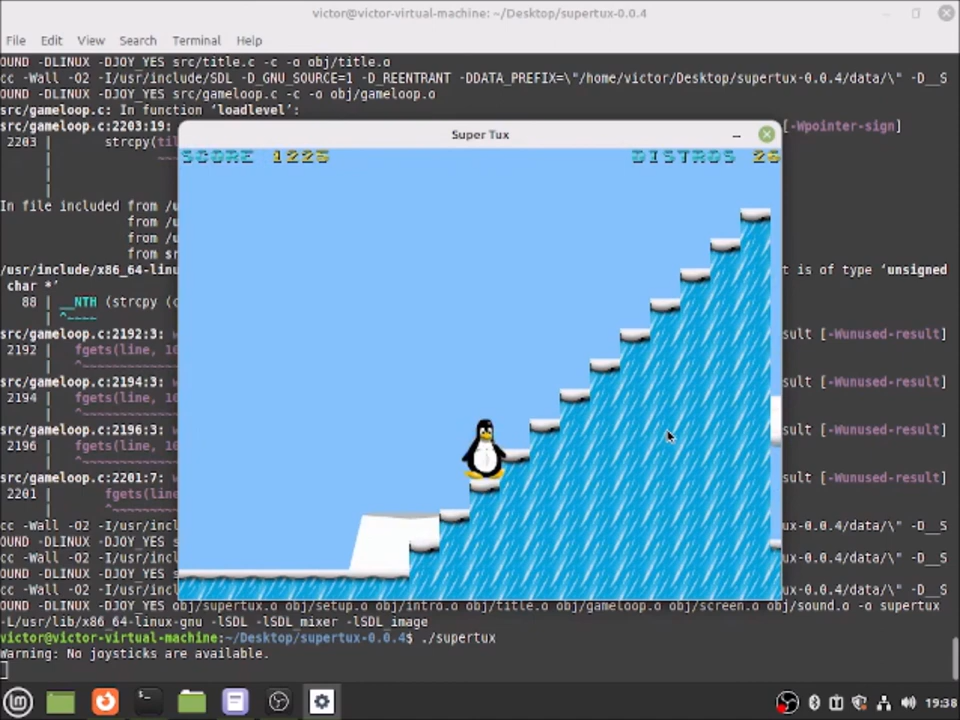 victor@victor-virtual-machine: ~/Desktop/supertux-0.0.4
File Edit View Search Terminal Help
OUND -DLINUX -DJOY_YES src/title.c -c -o obj/title.o
cc -Wall -O2 -I/usr/include/SDL -D_GNU_SOURCE=1 -D_REENTRANT -DDATA_PREFIX=\"/home/victor/Desktop/supertux-0.0.4/data/\" -D__S
OUND -DLINUX -DJOY_YES src/gameloop.c -c -o obj/gameloop.o
src/gameloop.c: In function ‘loadlevel’:
src/gameloop.c:2203:19: [-Wpointer-sign]
2203 | strcpy(til
|
|
|
In file included from /u
from /u
from /u
from sr
/usr/include/x86_64-linu t is of type ‘unsigned
char *’
88 | __NTH (strcpy (c
| ^~~~~
src/gameloop.c:2192:3: w sult [-Wunused-result]
2192 | fgets(line, 10
| ^~~~~~~~~~~~~~
src/gameloop.c:2194:3: w sult [-Wunused-result]
2194 | fgets(line, 10
| ^~~~~~~~~~~~~~
src/gameloop.c:2196:3: w sult [-Wunused-result]
2196 | fgets(line, 10
| ^~~~~~~~~~~~~~
src/gameloop.c:2201:7: w sult [-Wunused-result]
2201 | fgets(line
| ^~~~~~~~~~
cc -Wall -O2 -I/usr/incl ux-0.0.4/data/\" -D__S
OUND -DLINUX -DJOY_YES s
cc -Wall -O2 -I/usr/incl ux-0.0.4/data/\" -D__S
OUND -DLINUX -DJOY_YES s
cc -Wall -O2 -I/usr/incl ux-0.0.4/data/\" -D__S
OUND -DLINUX -DJOY_YES obj/supertux.o obj/setup.o obj/intro.o obj/title.o obj/gameloop.o obj/screen.o obj/sound.o -o supertux
-L/usr/lib/x86_64-linux-gnu -lSDL -lSDL_mixer -lSDL_image
victor@victor-virtual-machine:~/Desktop/supertux-0.0.4$ ./supertux
Warning: No joysticks are available.
Super Tux
SCORE 1225 DISTROS 26
19:38